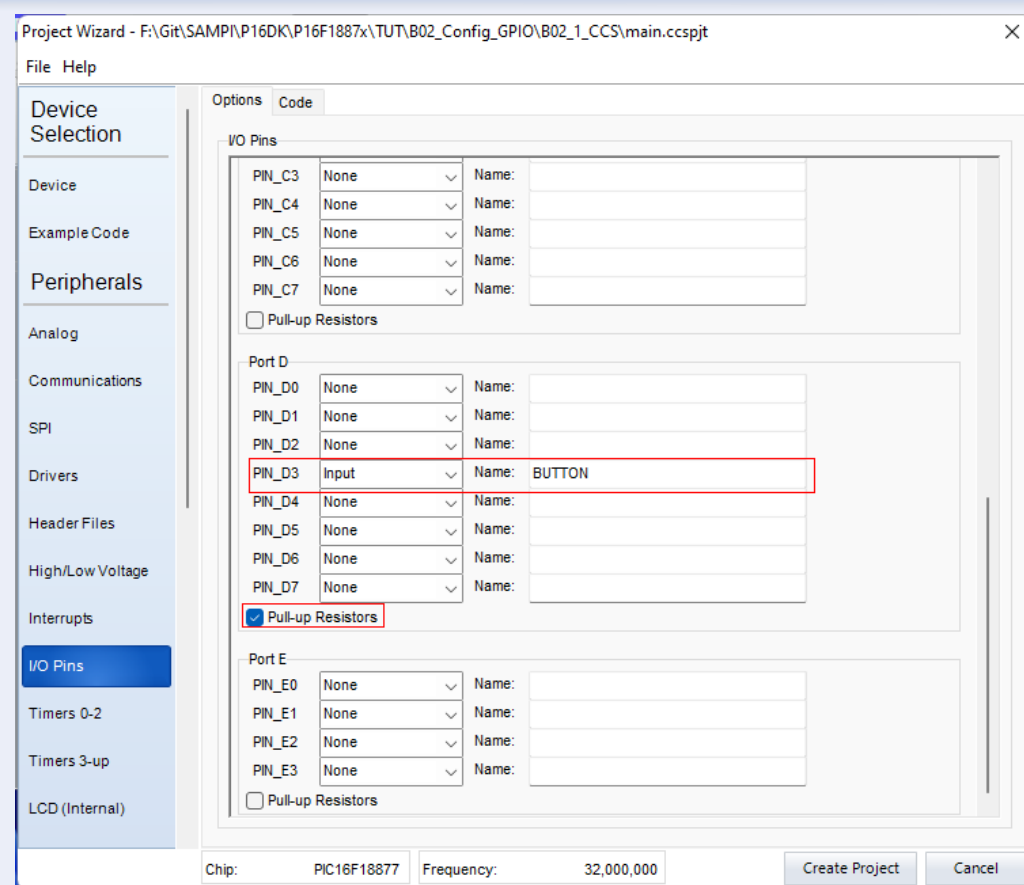 Project Wizard - F:\Git\SAMPI\P16DK\P16F1887x\TUT\B02_Config_GPIO\B02_1_CCS\main.ccspjt
File Help
Device
Selection
Device
Example Code
Peripherals
Analog
Communications
SPI
Drivers
Header Files
High/Low Voltage
Interrupts
I/O Pins
Timers 0-2
Timers 3-up
LCD (Internal)
Options Code
I/O Pins
PIN_C3 None Name:
PIN_C4 None Name:
PIN_C5 None Name:
PIN_C6 None Name:
PIN_C7 None Name:
Pull-up Resistors
Port D
PIN_D0 None Name:
PIN_D1 None Name:
PIN_D2 None Name:
PIN_D3 Input Name: BUTTON
PIN_D4 None Name:
PIN_D5 None Name:
PIN_D6 None Name:
PIN_D7 None Name:
Pull-up Resistors
Port E
PIN_E0 None Name:
PIN_E1 None Name:
PIN_E2 None Name:
PIN_E3 None Name:
Pull-up Resistors
Chip: PIC16F18877 Frequency: 32,000,000 Create Project Cancel